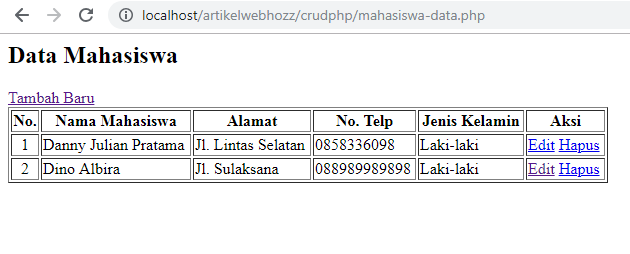 localhost/artikelwebhozz/crudphp/mahasiswa-data.php
Data Mahasiswa
Tambah Baru
No. Nama Mahasiswa Alamat No. Telp Jenis Kelamin Aksi
1 Danny Julian Pratama Jl. Lintas Selatan 0858336098 Laki-laki Edit Hapus
2 Dino Albira Jl. Sulaksana 088989989898 Laki-laki Edit Hapus